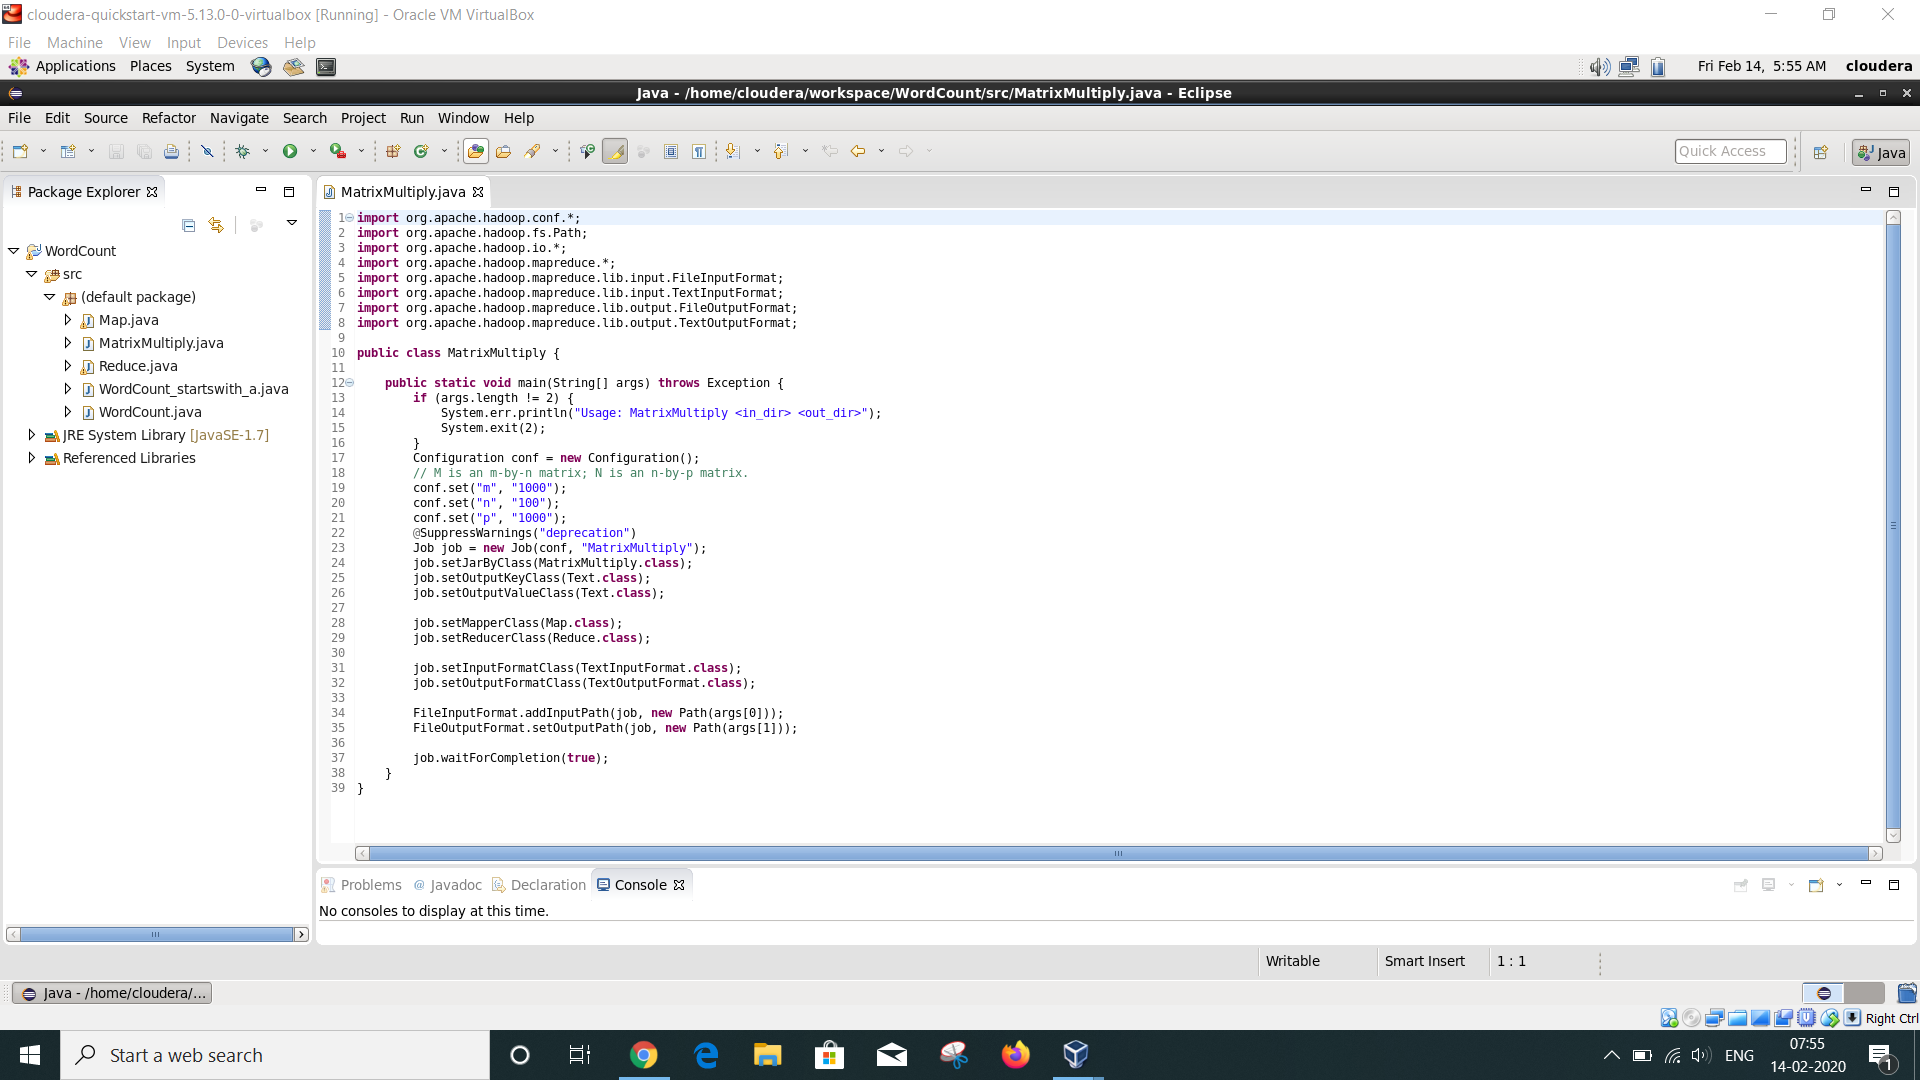 cloudera-quickstart-vm-5.13.0-0-virtualbox [Running] - Oracle VM VirtualBox
File Machine View Input Devices Help
Applications Places System
Fri Feb 14, 5:55 AM cloudera
Java - /home/cloudera/workspace/WordCount/src/MatrixMultiply.java - Eclipse
File Edit Source Refactor Navigate Search Project Run Window Help
Quick Access
Java
Package Explorer
WordCount
src
(default package)
Map.java
MatrixMultiply.java
Reduce.java
WordCount_startswith_a.java
WordCount.java
JRE System Library [JavaSE-1.7]
Referenced Libraries
MatrixMultiply.java
1 import org.apache.hadoop.conf.*;
2 import org.apache.hadoop.fs.Path;
3 import org.apache.hadoop.io.*;
4 import org.apache.hadoop.mapreduce.*;
5 import org.apache.hadoop.mapreduce.lib.input.FileInputFormat;
6 import org.apache.hadoop.mapreduce.lib.input.TextInputFormat;
7 import org.apache.hadoop.mapreduce.lib.output.FileOutputFormat;
8 import org.apache.hadoop.mapreduce.lib.output.TextOutputFormat;
9
10 public class MatrixMultiply {
11
12     public static void main(String[] args) throws Exception {
13         if (args.length != 2) {
14             System.err.println("Usage: MatrixMultiply <in_dir> <out_dir>");
15             System.exit(2);
16         }
17         Configuration conf = new Configuration();
18         // M is an m-by-n matrix; N is an n-by-p matrix.
19         conf.set("m", "1000");
20         conf.set("n", "100");
21         conf.set("p", "1000");
22         @SuppressWarnings("deprecation")
23         Job job = new Job(conf, "MatrixMultiply");
24         job.setJarByClass(MatrixMultiply.class);
25         job.setOutputKeyClass(Text.class);
26         job.setOutputValueClass(Text.class);
27
28         job.setMapperClass(Map.class);
29         job.setReducerClass(Reduce.class);
30
31         job.setInputFormatClass(TextInputFormat.class);
32         job.setOutputFormatClass(TextOutputFormat.class);
33
34         FileInputFormat.addInputPath(job, new Path(args[0]));
35         FileOutputFormat.setOutputPath(job, new Path(args[1]));
36
37         job.waitForCompletion(true);
38     }
39 }
Problems Javadoc Declaration Console
No consoles to display at this time.
Writable Smart Insert 1 : 1
Java - /home/cloudera/...
Right Ctrl
Start a web search
ENG
07:55
14-02-2020
1